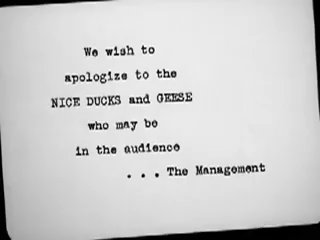 We wish to
apologize to the
NICE DUCKS and GEESE
who may be
in the audience
. . . The Management